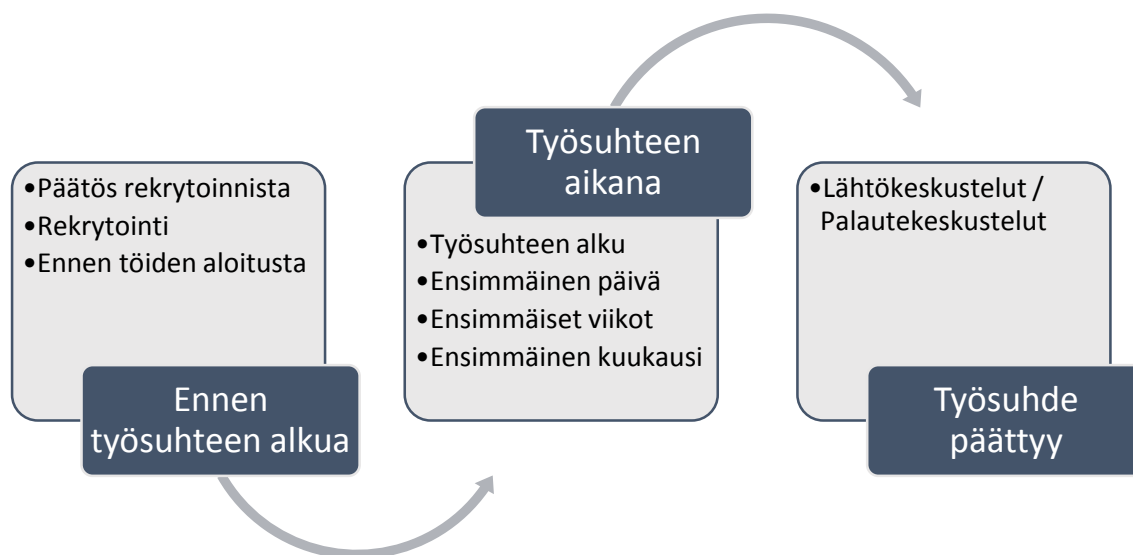 •Päätös rekrytoinnista
•Rekrytointi
•Ennen töiden aloitusta
Ennen
työsuhteen alkua
Työsuhteen
aikana
•Työsuhteen alku
•Ensimmäinen päivä
•Ensimmäiset viikot
•Ensimmäinen kuukausi
•Lähtökeskustelut /
Palautekeskustelut
Työsuhde
päättyy